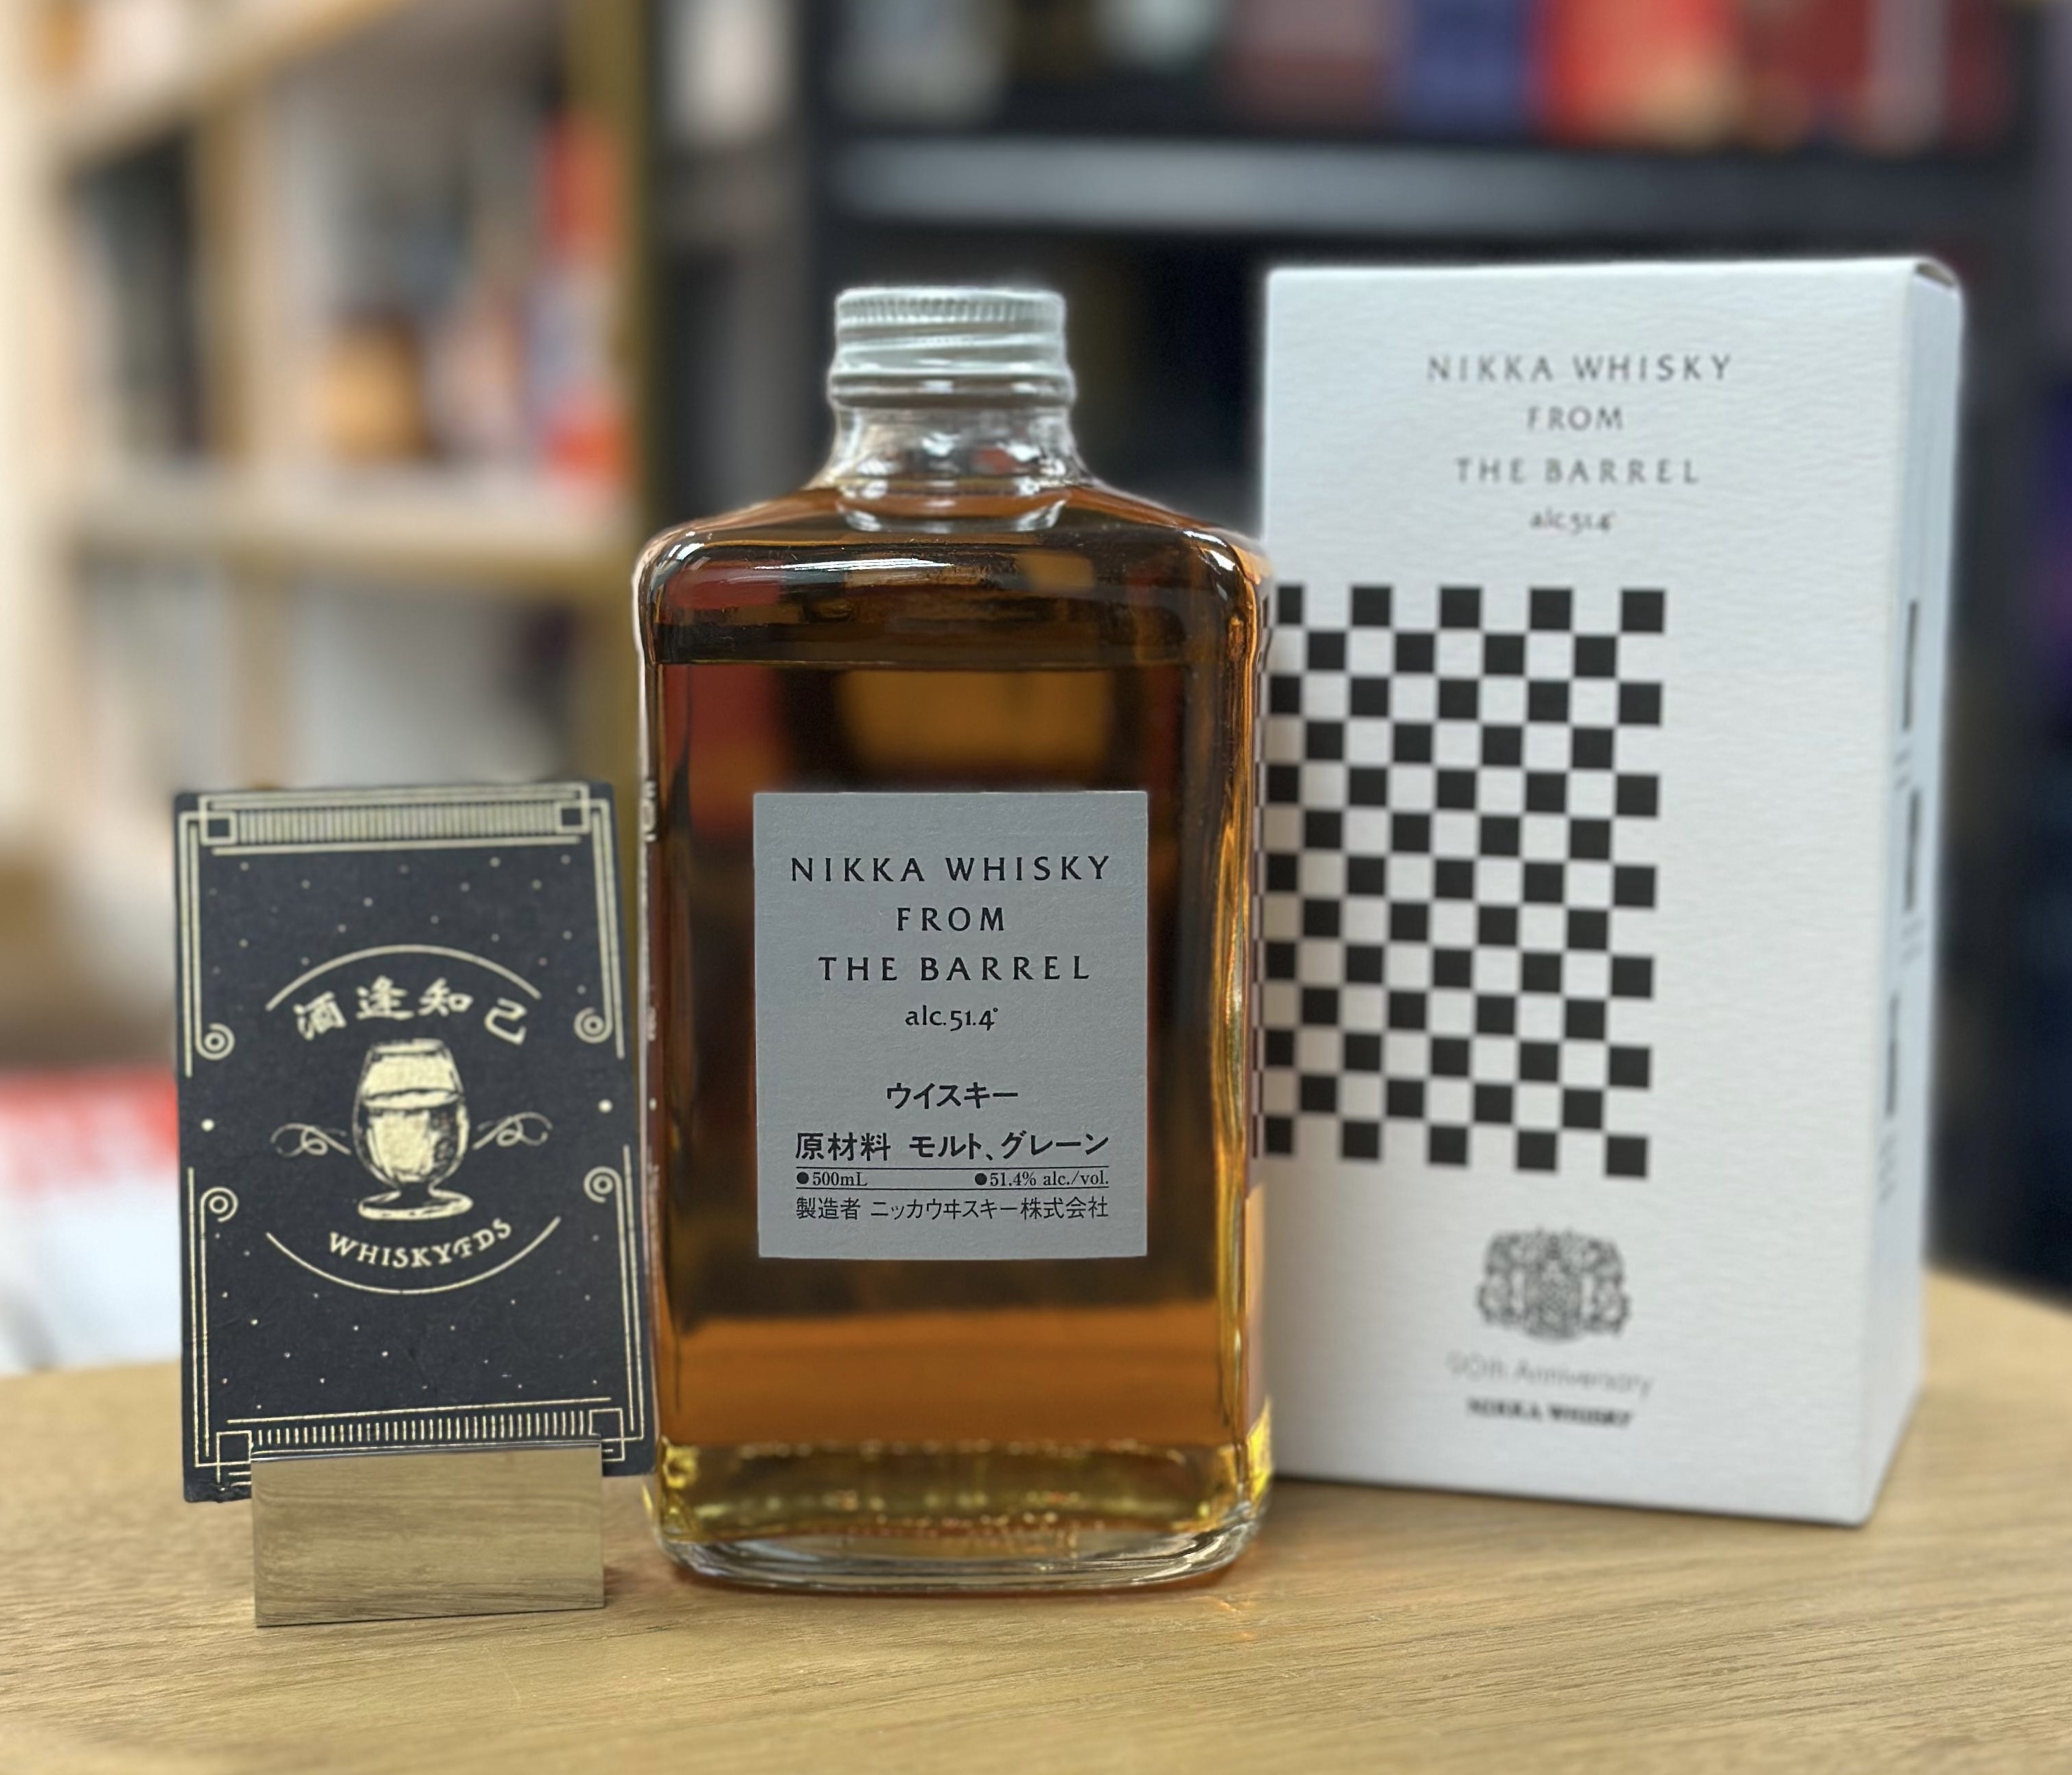 酒逢知己
WHISKYFDS
NIKKA WHISKY
FROM
THE BARREL
alc.51.4°
ウイスキー
原材料 モルト、グレーン
●500mL ●51.4% alc./vol.
製造者 ニッカウヰスキー株式会社
NIKKA WHISKY
FROM
THE BARREL
alc.51.4°
90th Anniversary
NIKKA WHISKY